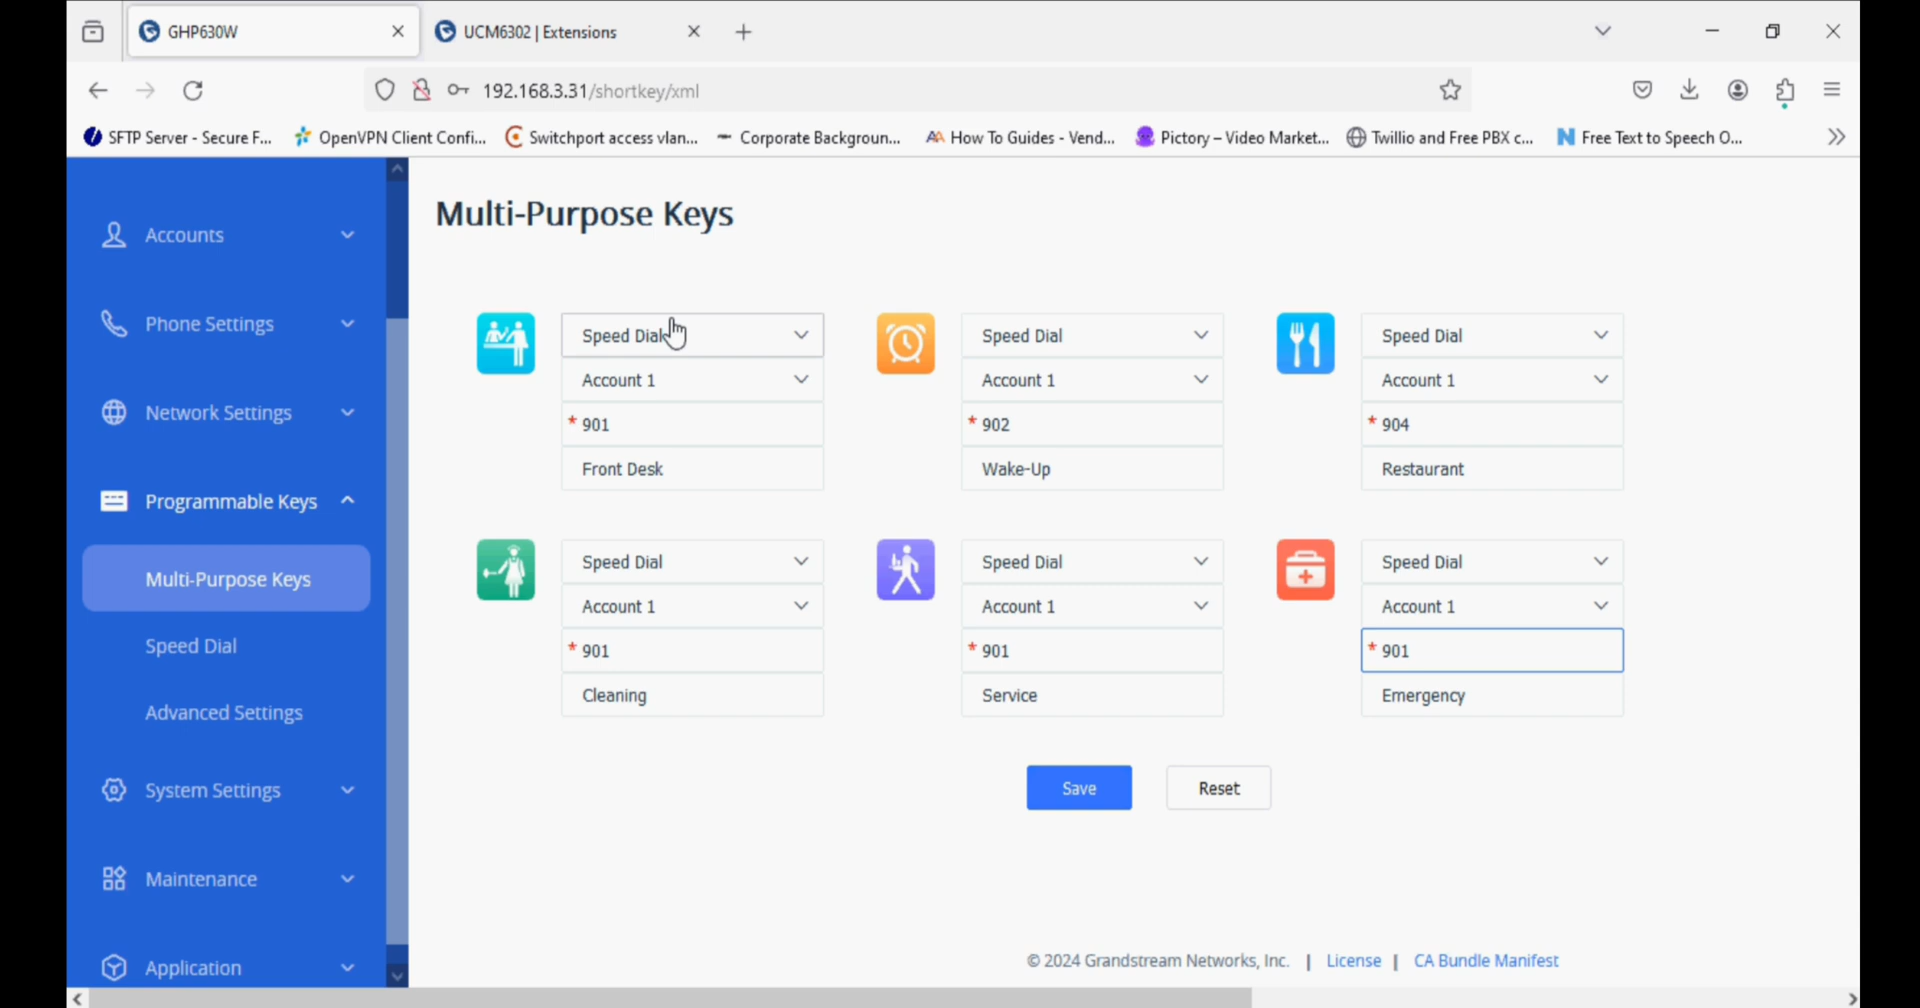 GHP630W
UCM6302 | Extensions
192.168.3.31/shortkey/xml
SFTP Server - Secure F...
OpenVPN Client Confi...
Switchport access vlan...
Corporate Backgroun...
How To Guides - Vend...
Pictory – Video Market...
Twillio and Free PBX c...
Free Text to Speech O...
Accounts
Phone Settings
Network Settings
Programmable Keys
Multi-Purpose Keys
Speed Dial
Advanced Settings
System Settings
Maintenance
Application
Multi-Purpose Keys
Speed Dial
Account 1
* 901
Front Desk
Speed Dial
Account 1
* 902
Wake-Up
Speed Dial
Account 1
* 904
Restaurant
Speed Dial
Account 1
* 901
Cleaning
Speed Dial
Account 1
* 901
Service
Speed Dial
Account 1
* 901
Emergency
Save
Reset
© 2024 Grandstream Networks, Inc. | License | CA Bundle Manifest